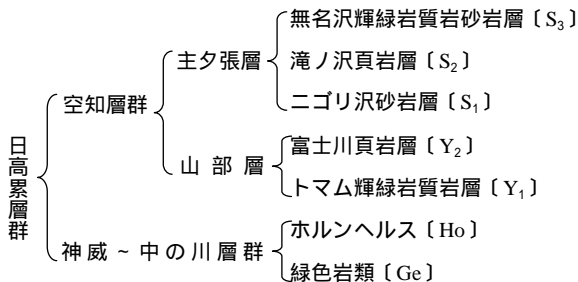 日高累層群
空知層群
主夕張層
無名沢輝緑岩質岩砂岩層〔S₃〕
滝ノ沢頁岩層〔S₂〕
ニゴリ沢砂岩層〔S₁〕
山部層
富士川頁岩層〔Y₂〕
トマム輝緑岩質岩層〔Y₁〕
神威~中の川層群
ホルンヘルス〔Ho〕
緑色岩類〔Ge〕